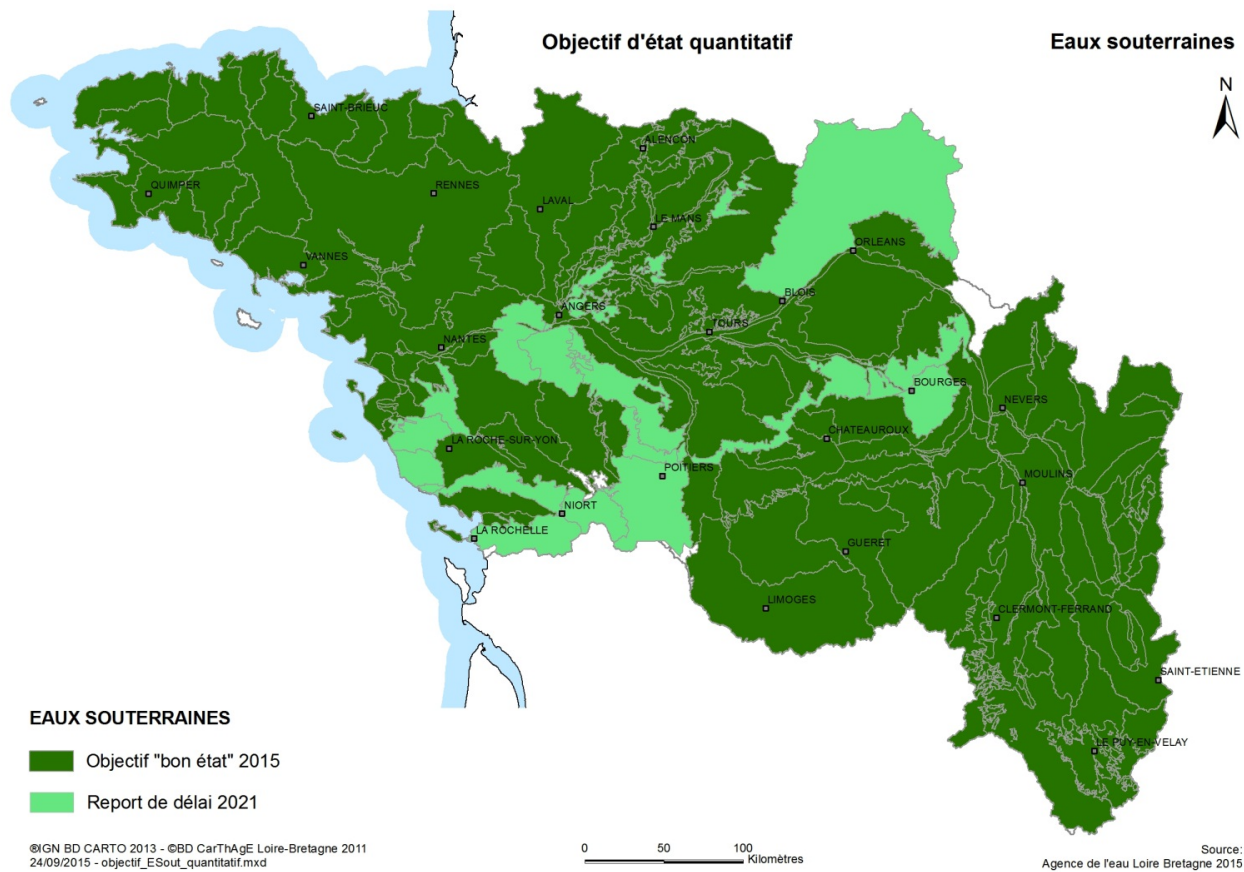 Objectif d'état quantitatif
Eaux souterraines
N
SAINT-BRIEUC
ALENCON
QUIMPER
RENNES
LAVAL
LE MANS
ORLEANS
VANNES
BLOIS
ANGERS
TOURS
NANTES
BOURGES
NEVERS
CHATEAUROUX
LA ROCHE-SUR-YON
POITIERS
MOULINS
NIORT
LA ROCHELLE
GUERET
LIMOGES
CLERMONT-FERRAND
SAINT-ETIENNE
LE PUY-EN-VELAY
EAUX SOUTERRAINES
Objectif "bon état" 2015
Report de délai 2021
®IGN BD CARTO 2013 - ©BD CarThAgE Loire-Bretagne 2011
24/09/2015 - objectif_ESout_quantitatif.mxd
0 50 100
Kilomètres
Source:
Agence de l'eau Loire Bretagne 2015